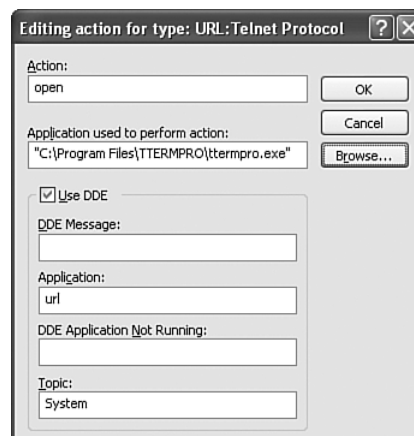 Editing action for type: URL:Telnet Protocol
Action:
open
OK
Cancel
Application used to perform action:
"C:\Program Files\TTERMPRO\ttermpro.exe"
Browse...
Use DDE
DDE Message:
Application:
url
DDE Application Not Running:
Topic:
System